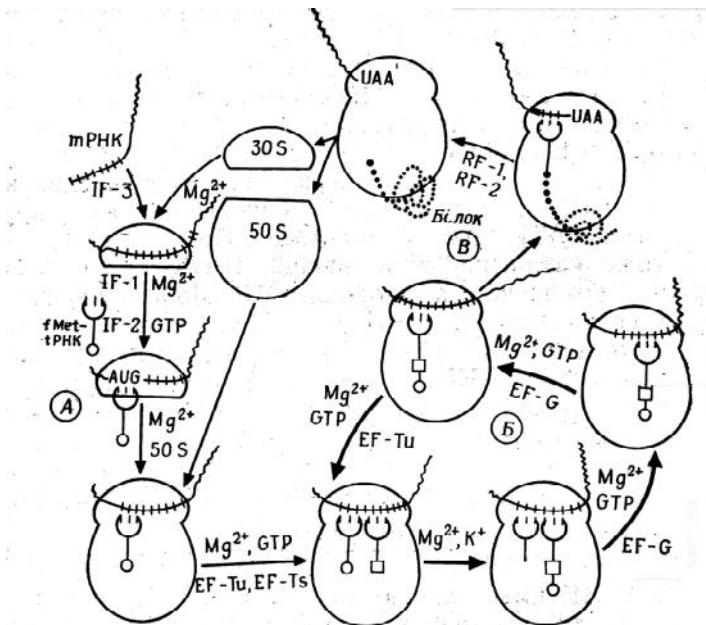 UAA
UAA
mРНК
30 S
RF-1,
RF-2
IF-3
Mg²⁺
Білок
50 S
В
IF-1
Mg²⁺
fMet-
tРНК
IF-2
GTP
Mg²⁺, GTP
EF-G
AUG
Mg²⁺
GTP
А
Mg²⁺
50 S
EF-Tu
Б
Mg²⁺
GTP
Mg²⁺, GTP
Mg²⁺, K⁺
EF-G
EF-Tu, EF-Ts